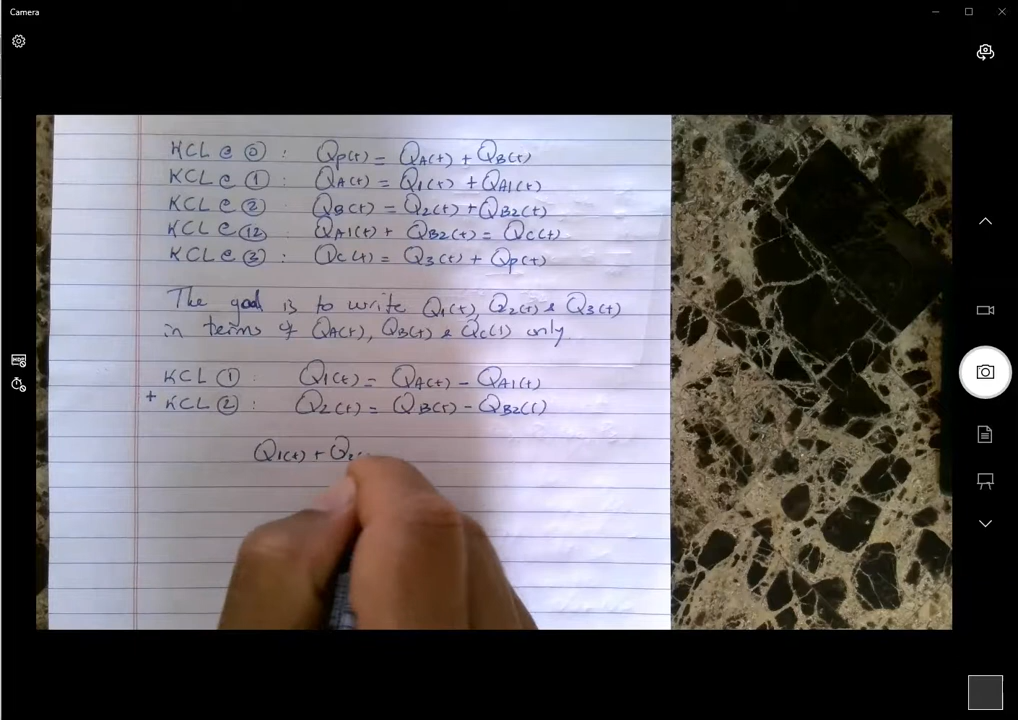 Camera
KCL @ 0 : Qp(t) = QA(t) + QB(t)
KCL @ 1 : QA(t) = Q1(t) + QA1(t)
KCL @ 2 : QB(t) = Q2(t) + QB2(t)
KCL @ 12 : QA1(t) + QB2(t) = QC(t)
KCL @ 3 : QC(t) = Q3(t) + Qp(t)
The goal is to write Q1(t), Q2(t) & Q3(t)
in terms of QA(t), QB(t) & QC(t) only
KCL 1 : Q1(t) = QA(t) - QA1(t)
+ KCL 2 : Q2(t) = QB(t) - QB2(t)
Q1(t) + Q2(